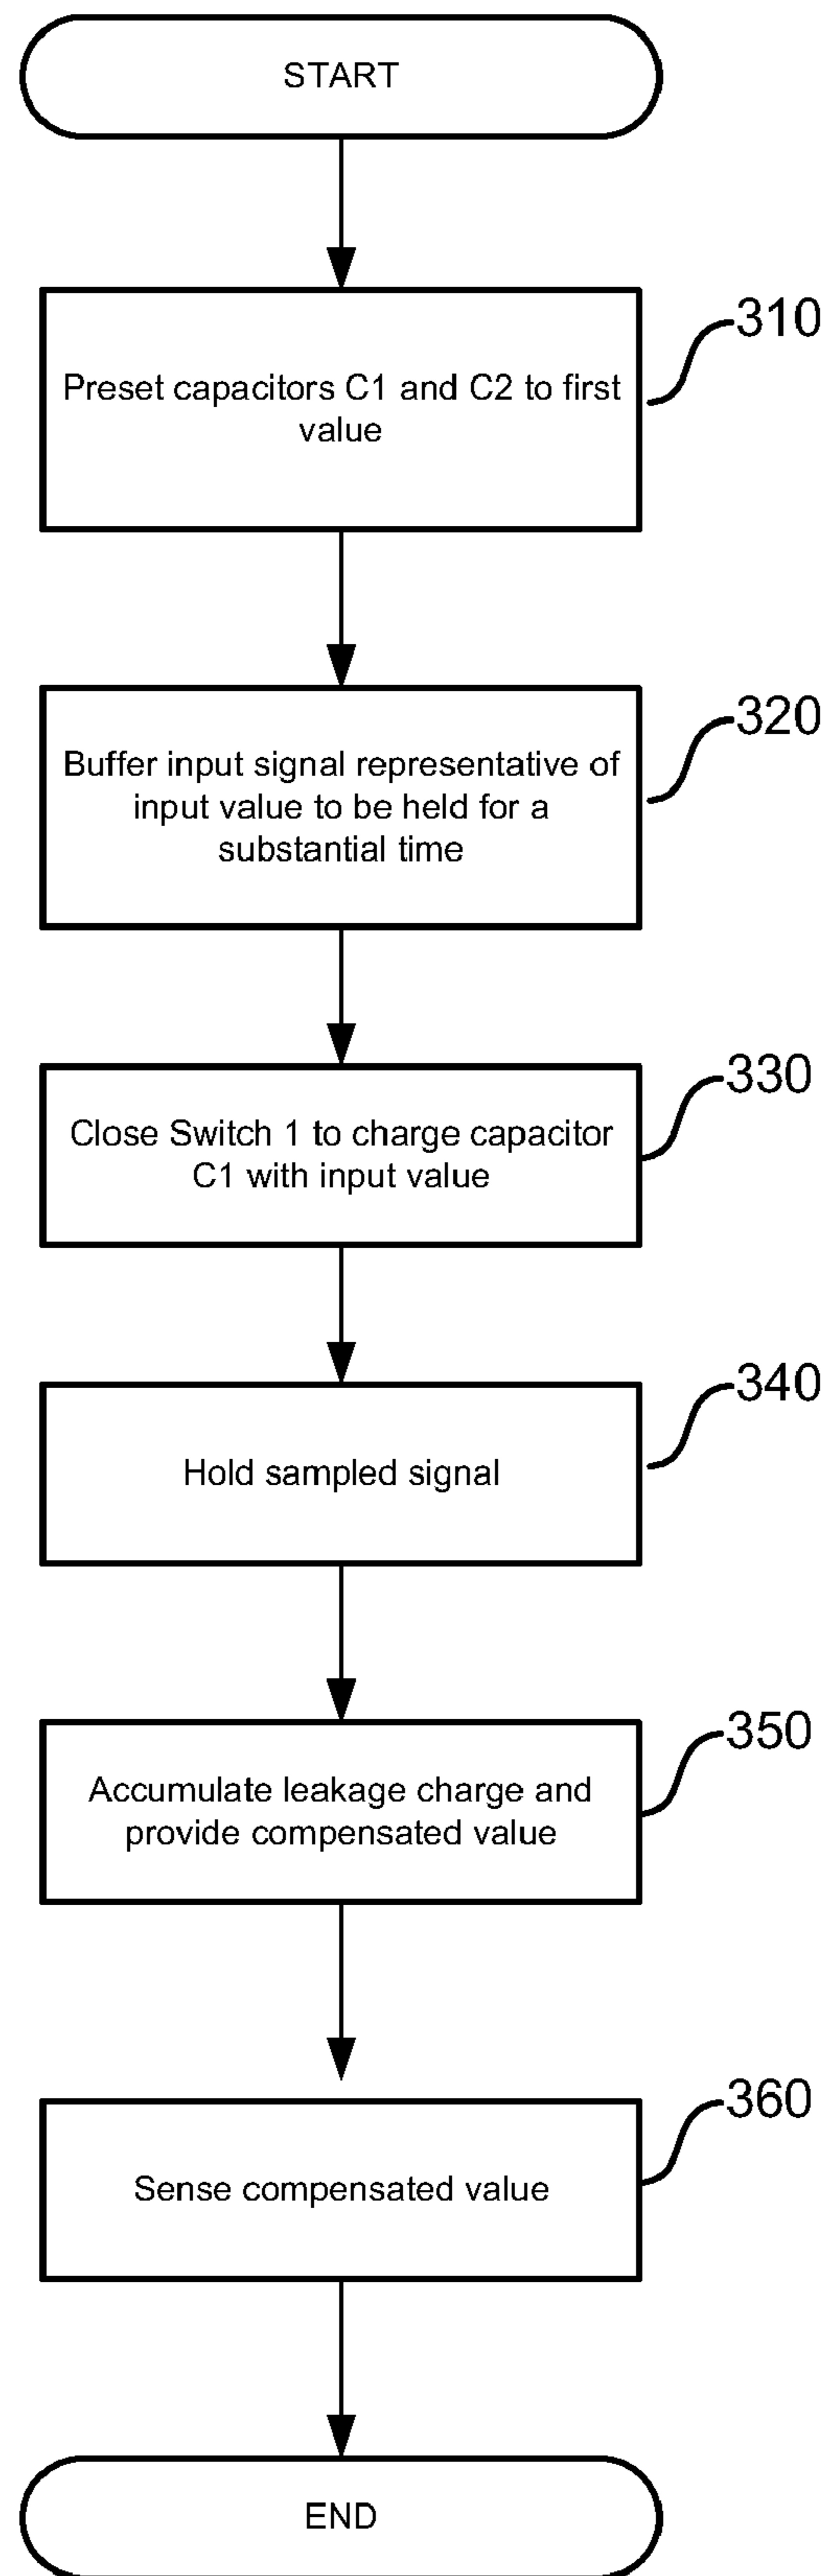 START
310
Preset capacitors C1 and C2 to first
value
320
Buffer input signal representative of
input value to be held for a
substantial time
330
Close Switch 1 to charge capacitor
C1 with input value
340
Hold sampled signal
350
Accumulate leakage charge and
provide compensated value
360
Sense compensated value
END